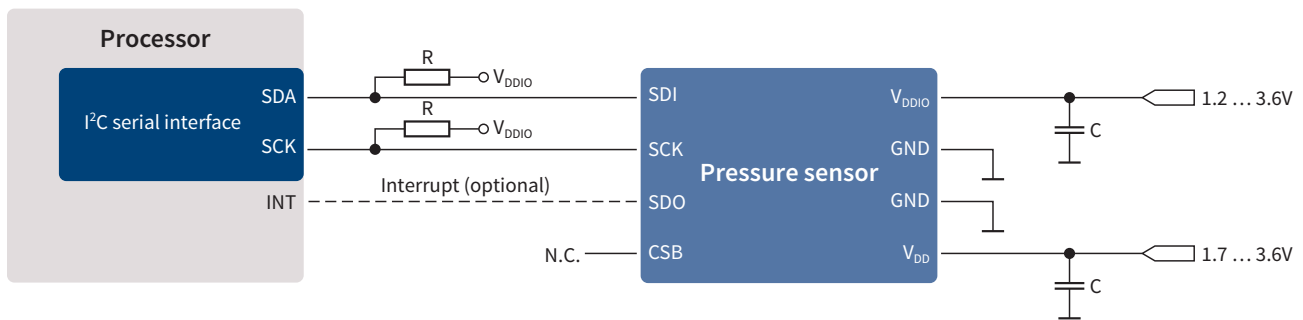 Processor
I²C serial interface
SDA
SCK
INT
R
V_DDIO
R
V_DDIO
Interrupt (optional)
N.C.
SDI
SCK
SDO
CSB
Pressure sensor
V_DDIO
GND
GND
V_DD
C
1.2 … 3.6V
C
1.7 … 3.6V